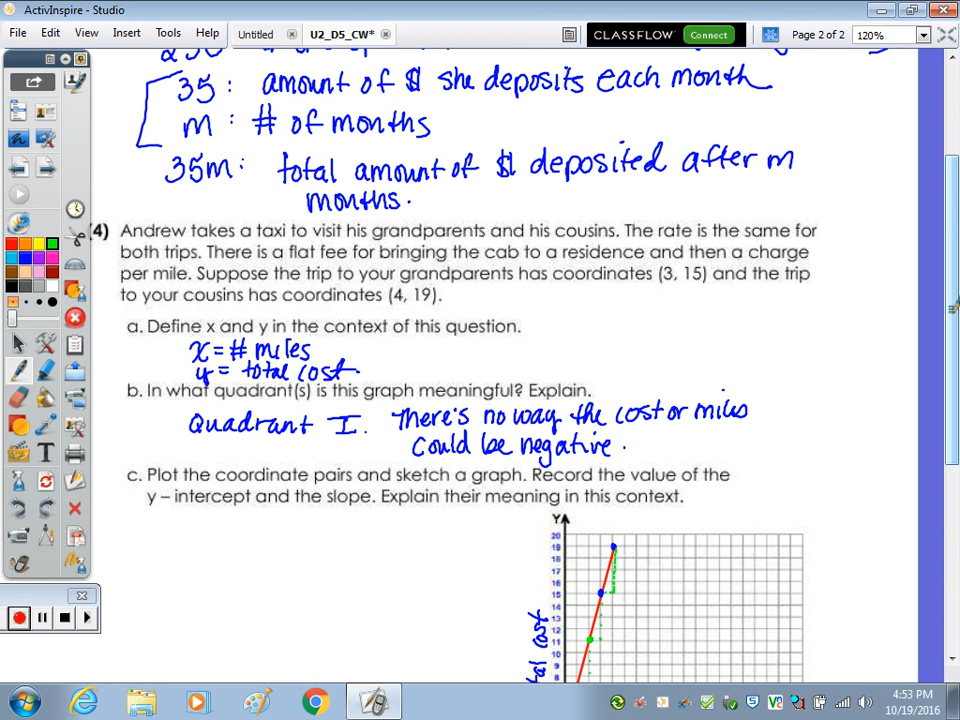 ActivInspire - Studio
File Edit View Insert Tools Help Untitled U2_D5_CW* CLASSFLOW Connect Page 2 of 2 120%
35 : amount of $ she deposits each month
m : # of months
35m: total amount of $ deposited after m
months.
(4) Andrew takes a taxi to visit his grandparents and his cousins. The rate is the same for
both trips. There is a flat fee for bringing the cab to a residence and then a charge
per mile. Suppose the trip to your grandparents has coordinates (3, 15) and the trip
to your cousins has coordinates (4, 19).
a. Define x and y in the context of this question.
x = # miles
y = total cost.
b. In what quadrant(s) is this graph meaningful? Explain.
Quadrant I. There's no way the cost or miles
could be negative.
c. Plot the coordinate pairs and sketch a graph. Record the value of the
y – intercept and the slope. Explain their meaning in this context.
Y
20
19
18
17
16
15
14
13
12
11
10
9
8
cost
4:53 PM
10/19/2016